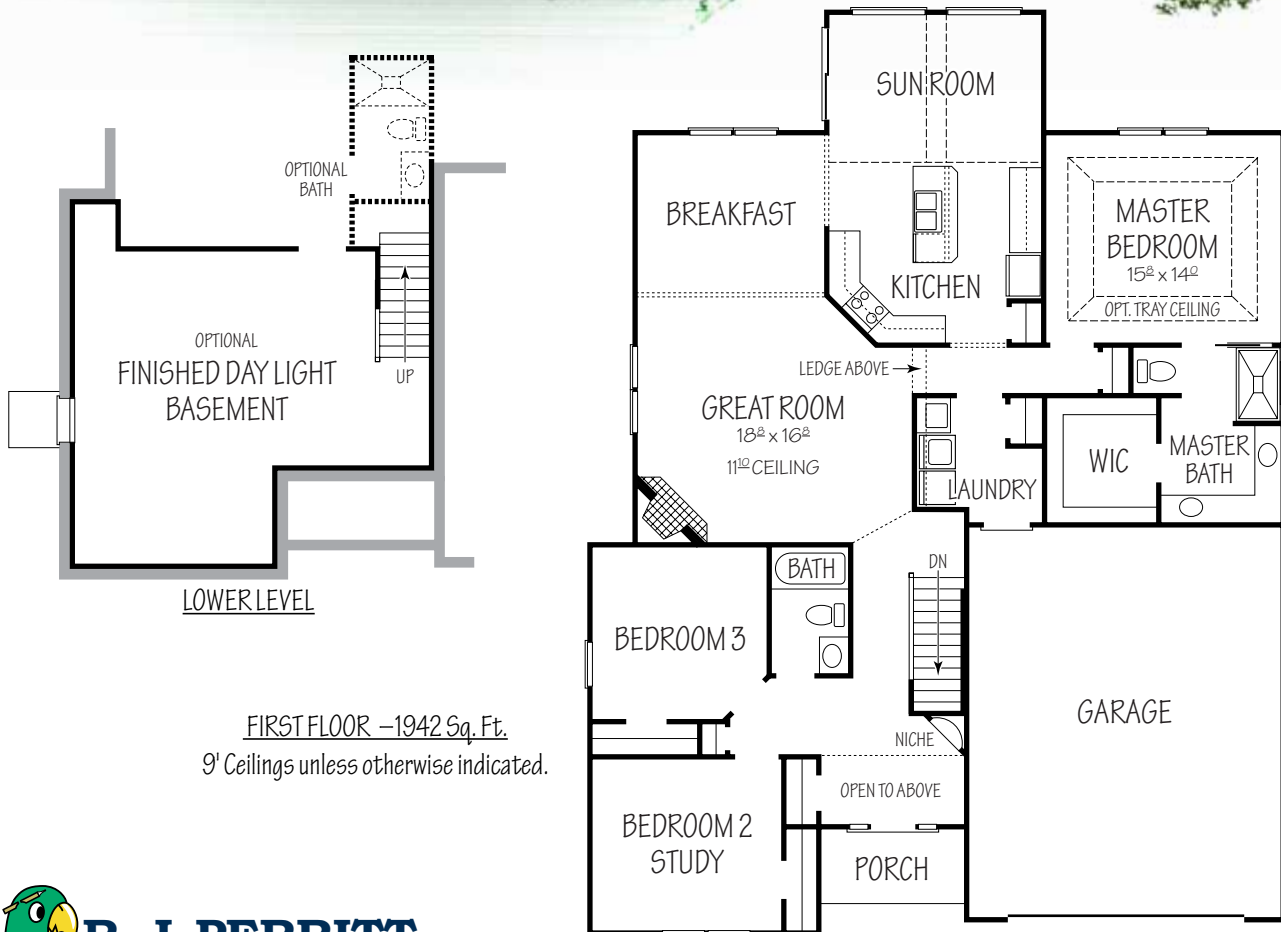 SUN ROOM
OPTIONAL
BATH
BREAKFAST
MASTER
BEDROOM
15⁸ x 14⁰
OPT. TRAY CEILING
KITCHEN
OPTIONAL
FINISHED DAY LIGHT
BASEMENT
UP
LEDGE ABOVE
GREAT ROOM
18⁸ x 16⁸
11¹⁰ CEILING
LAUNDRY
WIC
MASTER
BATH
LOWER LEVEL
BATH
DN
BEDROOM 3
GARAGE
FIRST FLOOR – 1942 Sq. Ft.
9' Ceilings unless otherwise indicated.
NICHE
OPEN TO ABOVE
BEDROOM 2
STUDY
PORCH
R. J. PERRITT